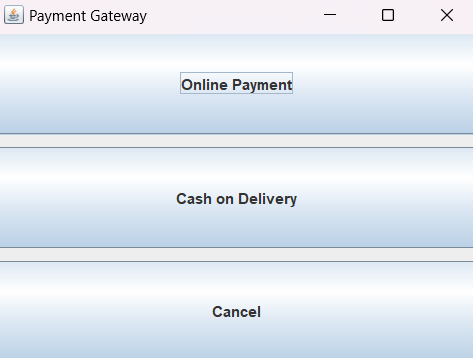 Payment Gateway
Online Payment
Cash on Delivery
Cancel